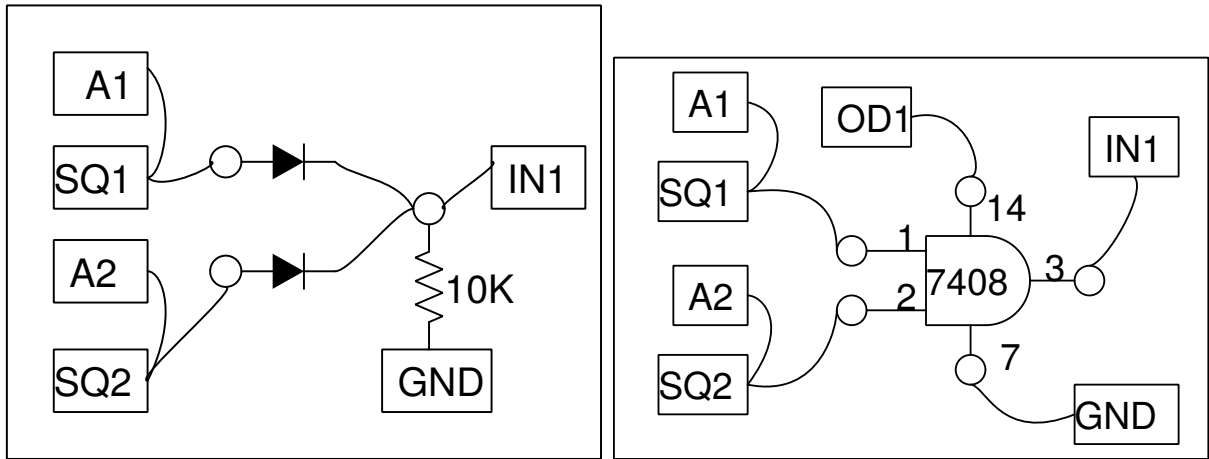 A1
SQ1
IN1
A2
10K
SQ2
GND
A1
OD1
IN1
SQ1
14
1
3
7408
A2
2
7
SQ2
GND